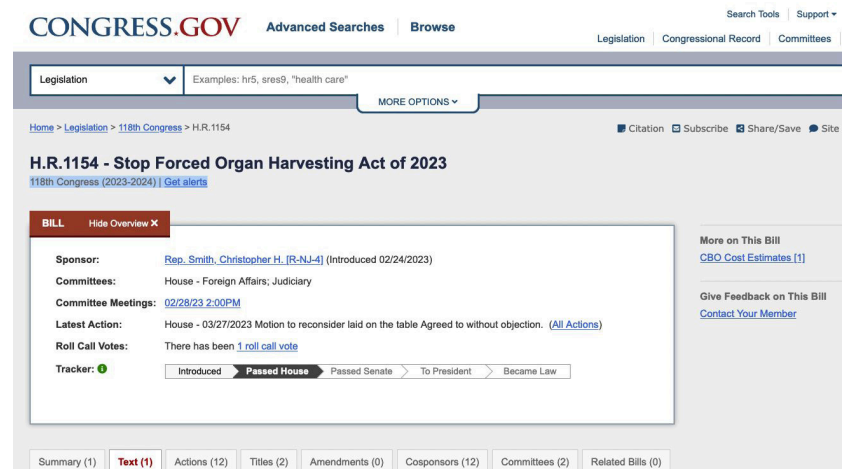 CONGRESS.GOV Advanced Searches Browse
Search Tools Support
Legislation Congressional Record Committees
Legislation Examples: hr5, sres9, "health care"
MORE OPTIONS
Home > Legislation > 118th Congress > H.R.1154
Citation Subscribe Share/Save Site
H.R.1154 - Stop Forced Organ Harvesting Act of 2023
118th Congress (2023-2024) | Get alerts
BILL Hide Overview X
Sponsor: Rep. Smith, Christopher H. [R-NJ-4] (Introduced 02/24/2023)
Committees: House - Foreign Affairs; Judiciary
Committee Meetings: 02/28/23 2:00PM
Latest Action: House - 03/27/2023 Motion to reconsider laid on the table Agreed to without objection. (All Actions)
Roll Call Votes: There has been 1 roll call vote
Tracker: Introduced Passed House Passed Senate To President Became Law
More on This Bill
CBO Cost Estimates [1]
Give Feedback on This Bill
Contact Your Member
Summary (1) Text (1) Actions (12) Titles (2) Amendments (0) Cosponsors (12) Committees (2) Related Bills (0)